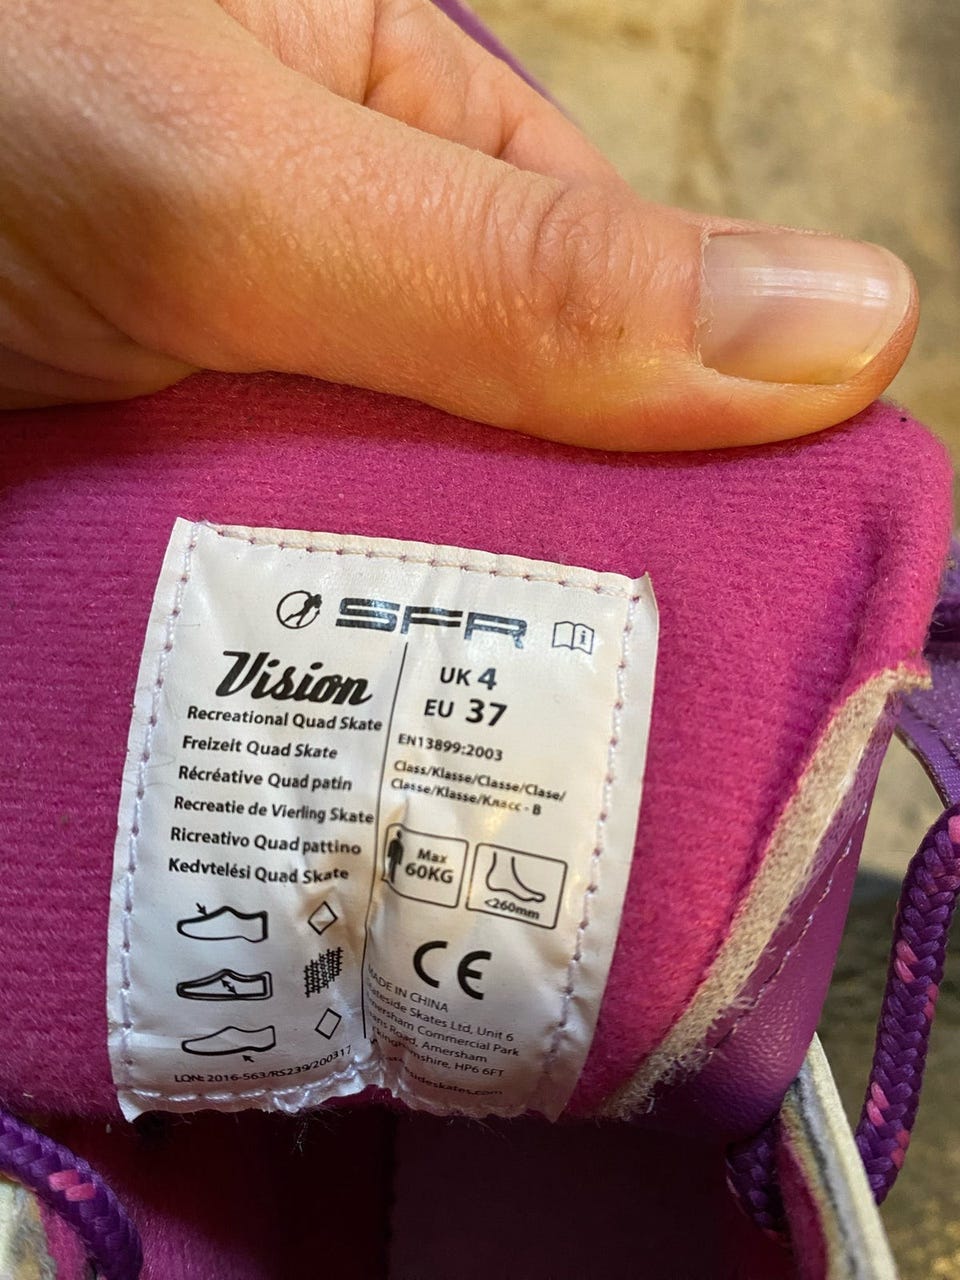 SFR
Vision
Recreational Quad Skate
Freizeit Quad Skate
Récréative Quad patin
Recreatie de Vierling Skate
Ricreativo Quad pattino
Kedvtelési Quad Skate
LQN: 2016-563/RS239/200317
UK 4
EU 37
EN13899:2003
Class/Klasse/Classe/Clase/
Classe/Klasse/Класс - B
Max
60KG
<260mm
CE
MADE IN CHINA
Skates Ltd, Unit 6
Commercial Park
Road, Amersham
HP6 6FT